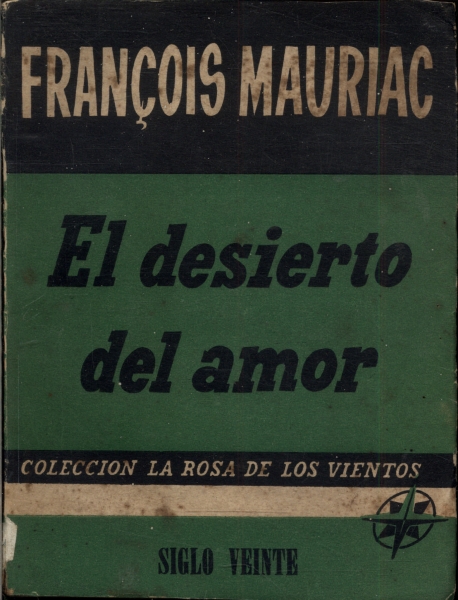 FRANÇOIS MAURIAC
El desierto
del amor
COLECCION LA ROSA DE LOS VIENTOS
SIGLO VEINTE